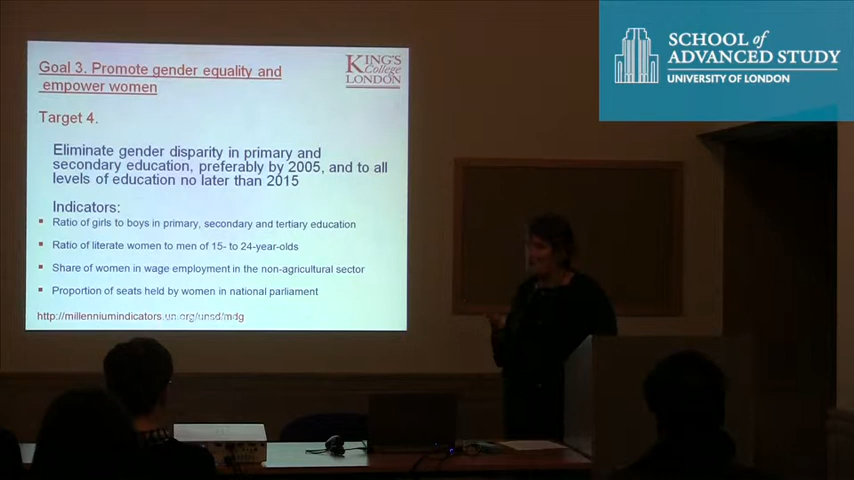 Goal 3. Promote gender equality and
empower women
KING'S
College
LONDON
Target 4.
Eliminate gender disparity in primary and
secondary education, preferably by 2005, and to all
levels of education no later than 2015
Indicators:
Ratio of girls to boys in primary, secondary and tertiary education
Ratio of literate women to men of 15- to 24-year-olds
Share of women in wage employment in the non-agricultural sector
Proportion of seats held by women in national parliament
http://millenniumindicators.un.org/unsd/mdg
SCHOOL of
ADVANCED STUDY
UNIVERSITY OF LONDON